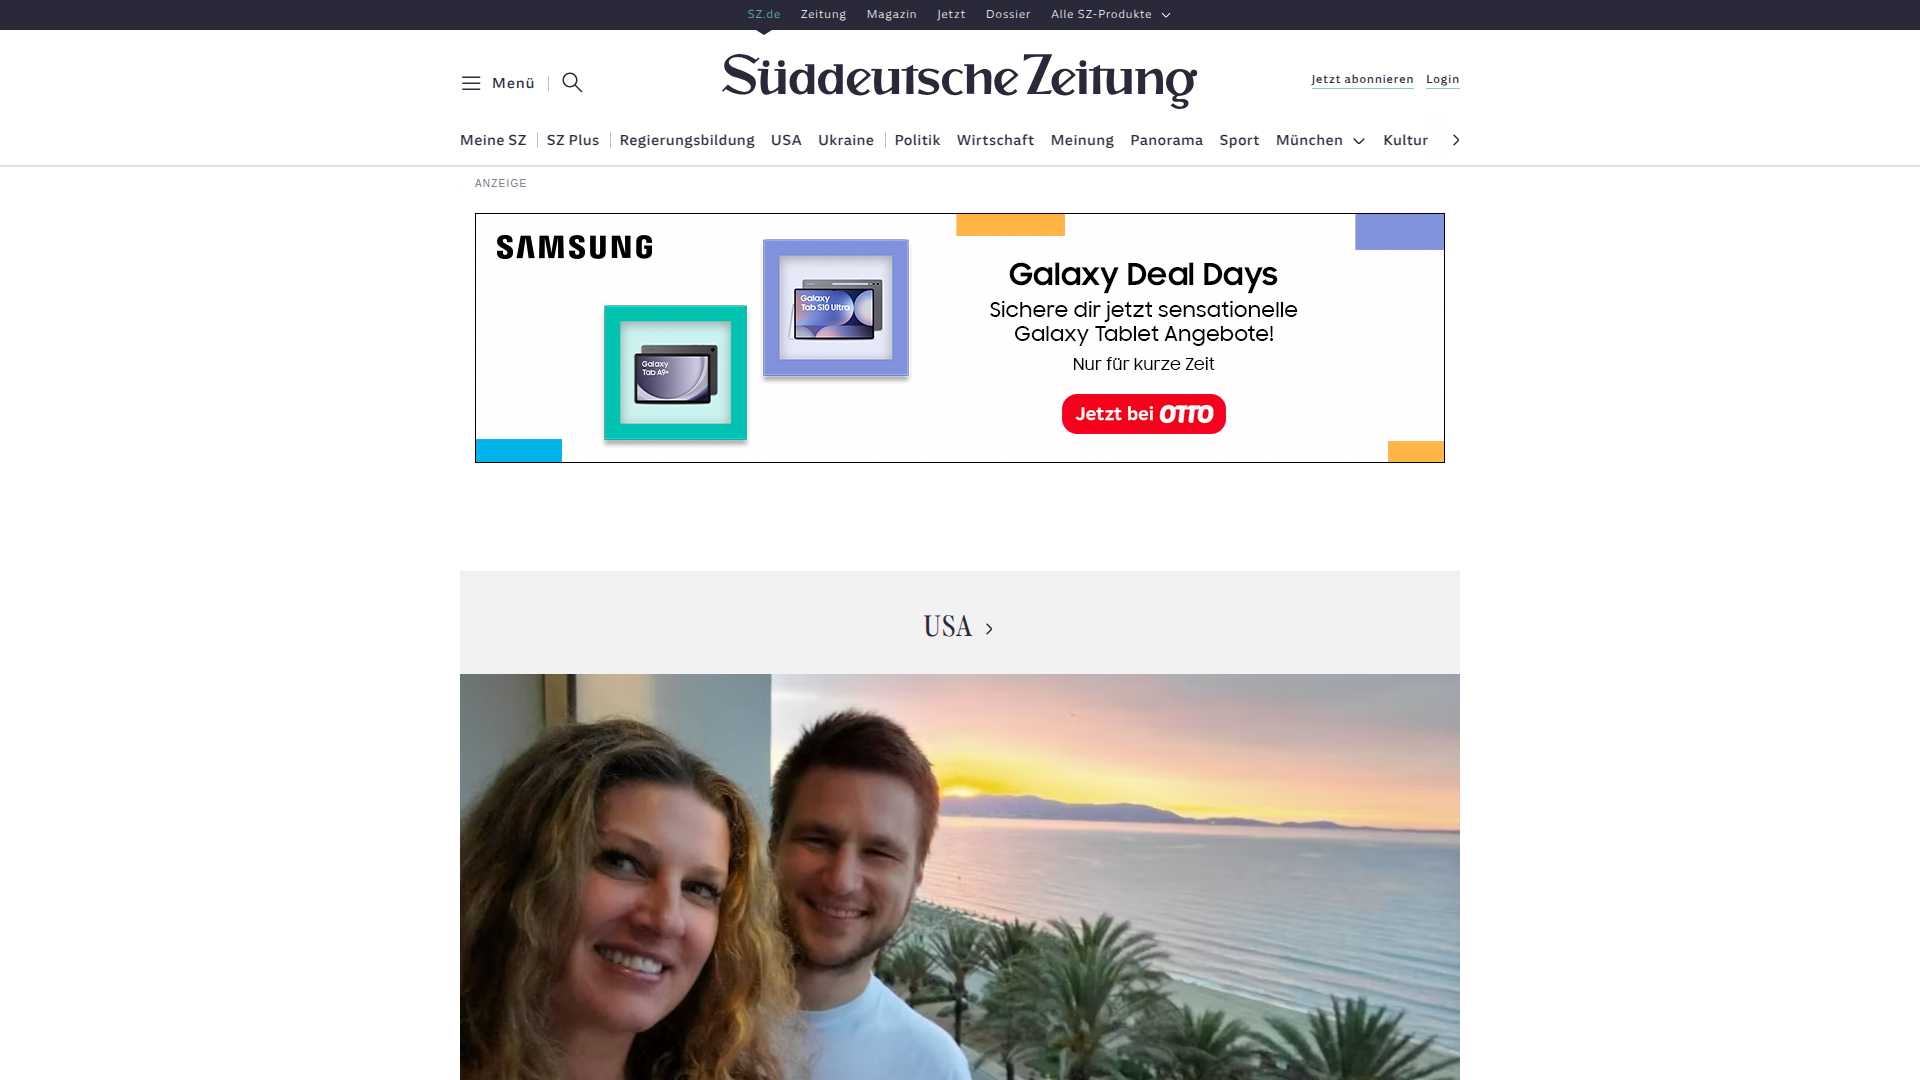 SZ.de Zeitung Magazin Jetzt Dossier Alle SZ-Produkte
Menü
Süddeutsche Zeitung
Jetzt abonnieren Login
Meine SZ SZ Plus Regierungsbildung USA Ukraine Politik Wirtschaft Meinung Panorama Sport München Kultur
ANZEIGE
SAMSUNG
Galaxy
Tab S10 Ultra
Galaxy
Tab A9+
Galaxy Deal Days
Sichere dir jetzt sensationelle
Galaxy Tablet Angebote!
Nur für kurze Zeit
Jetzt bei OTTO
USA